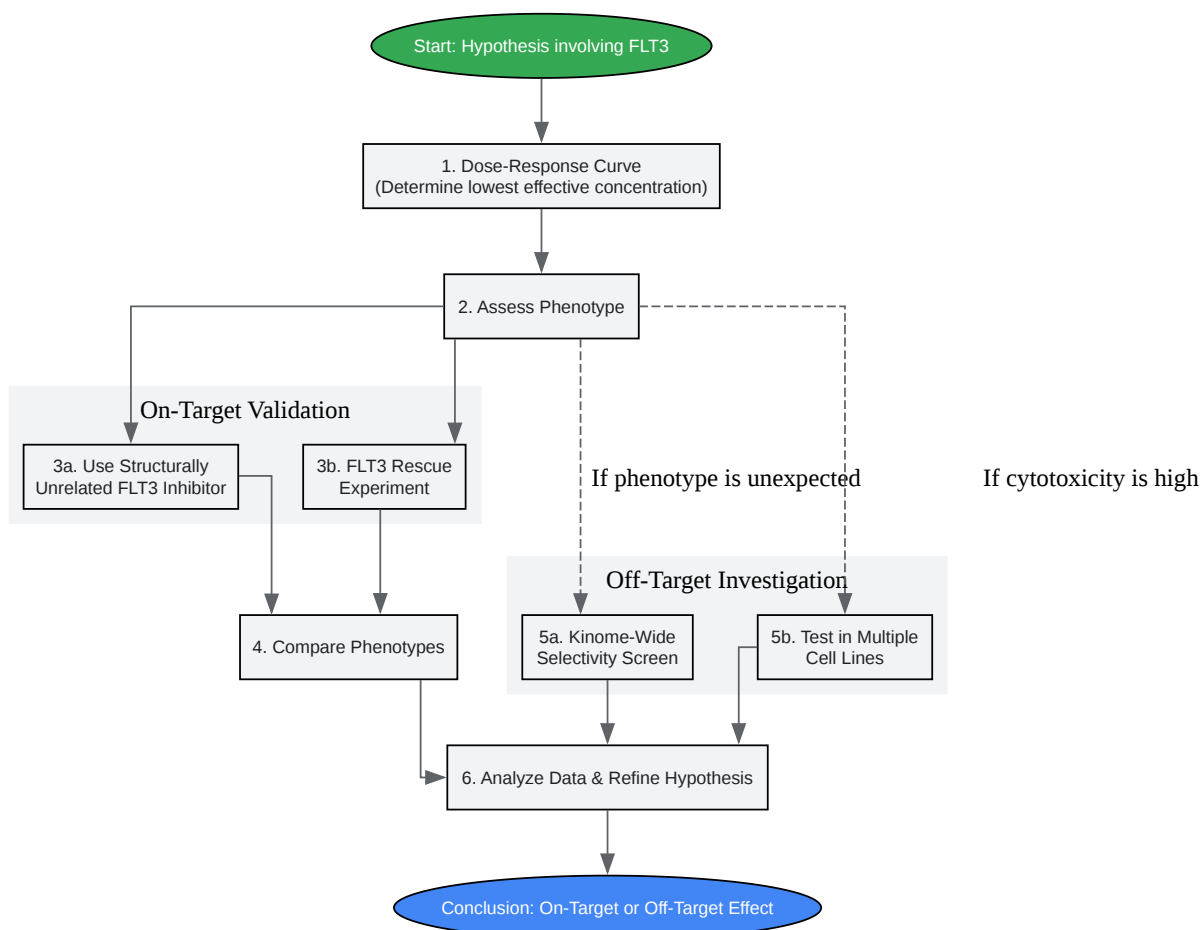 Start: Hypothesis involving FLT3
1. Dose-Response Curve
(Determine lowest effective concentration)
2. Assess Phenotype
On-Target Validation
3a. Use Structurally
Unrelated FLT3 Inhibitor
3b. FLT3 Rescue
Experiment
If phenotype is unexpected
If cytotoxicity is high
Off-Target Investigation
4. Compare Phenotypes
5a. Kinome-Wide
Selectivity Screen
5b. Test in Multiple
Cell Lines
6. Analyze Data & Refine Hypothesis
Conclusion: On-Target or Off-Target Effect